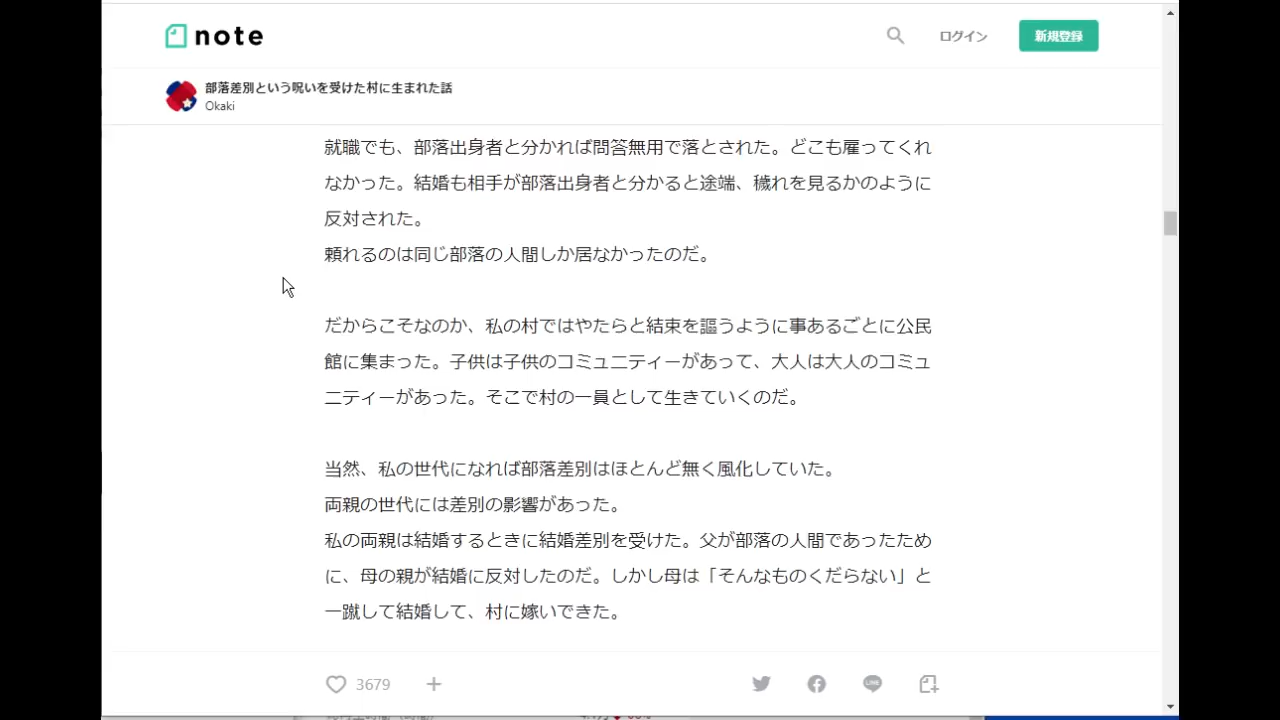 note
ログイン
新規登録
部落差別という呪いを受けた村に生まれた話
Okaki
就職でも、部落出身者と分かれば問答無用で落とされた。どこも雇ってくれ
なかった。結婚も相手が部落出身者と分かると途端、穢れを見るかのように
反対された。
頼れるのは同じ部落の人間しか居なかったのだ。
だからこそなのか、私の村ではやたらと結束を謳うように事あるごとに公民
館に集まった。子供は子供のコミュニティーがあって、大人は大人のコミュ
ニティーがあった。そこで村の一員として生きていくのだ。
当然、私の世代になれば部落差別はほとんど無く風化していた。
両親の世代には差別の影響があった。
私の両親は結婚するときに結婚差別を受けた。父が部落の人間であったため
に、母の親が結婚に反対したのだ。しかし母は「そんなものくだらない」と
一蹴して結婚して、村に嫁いできた。
3679
LINE